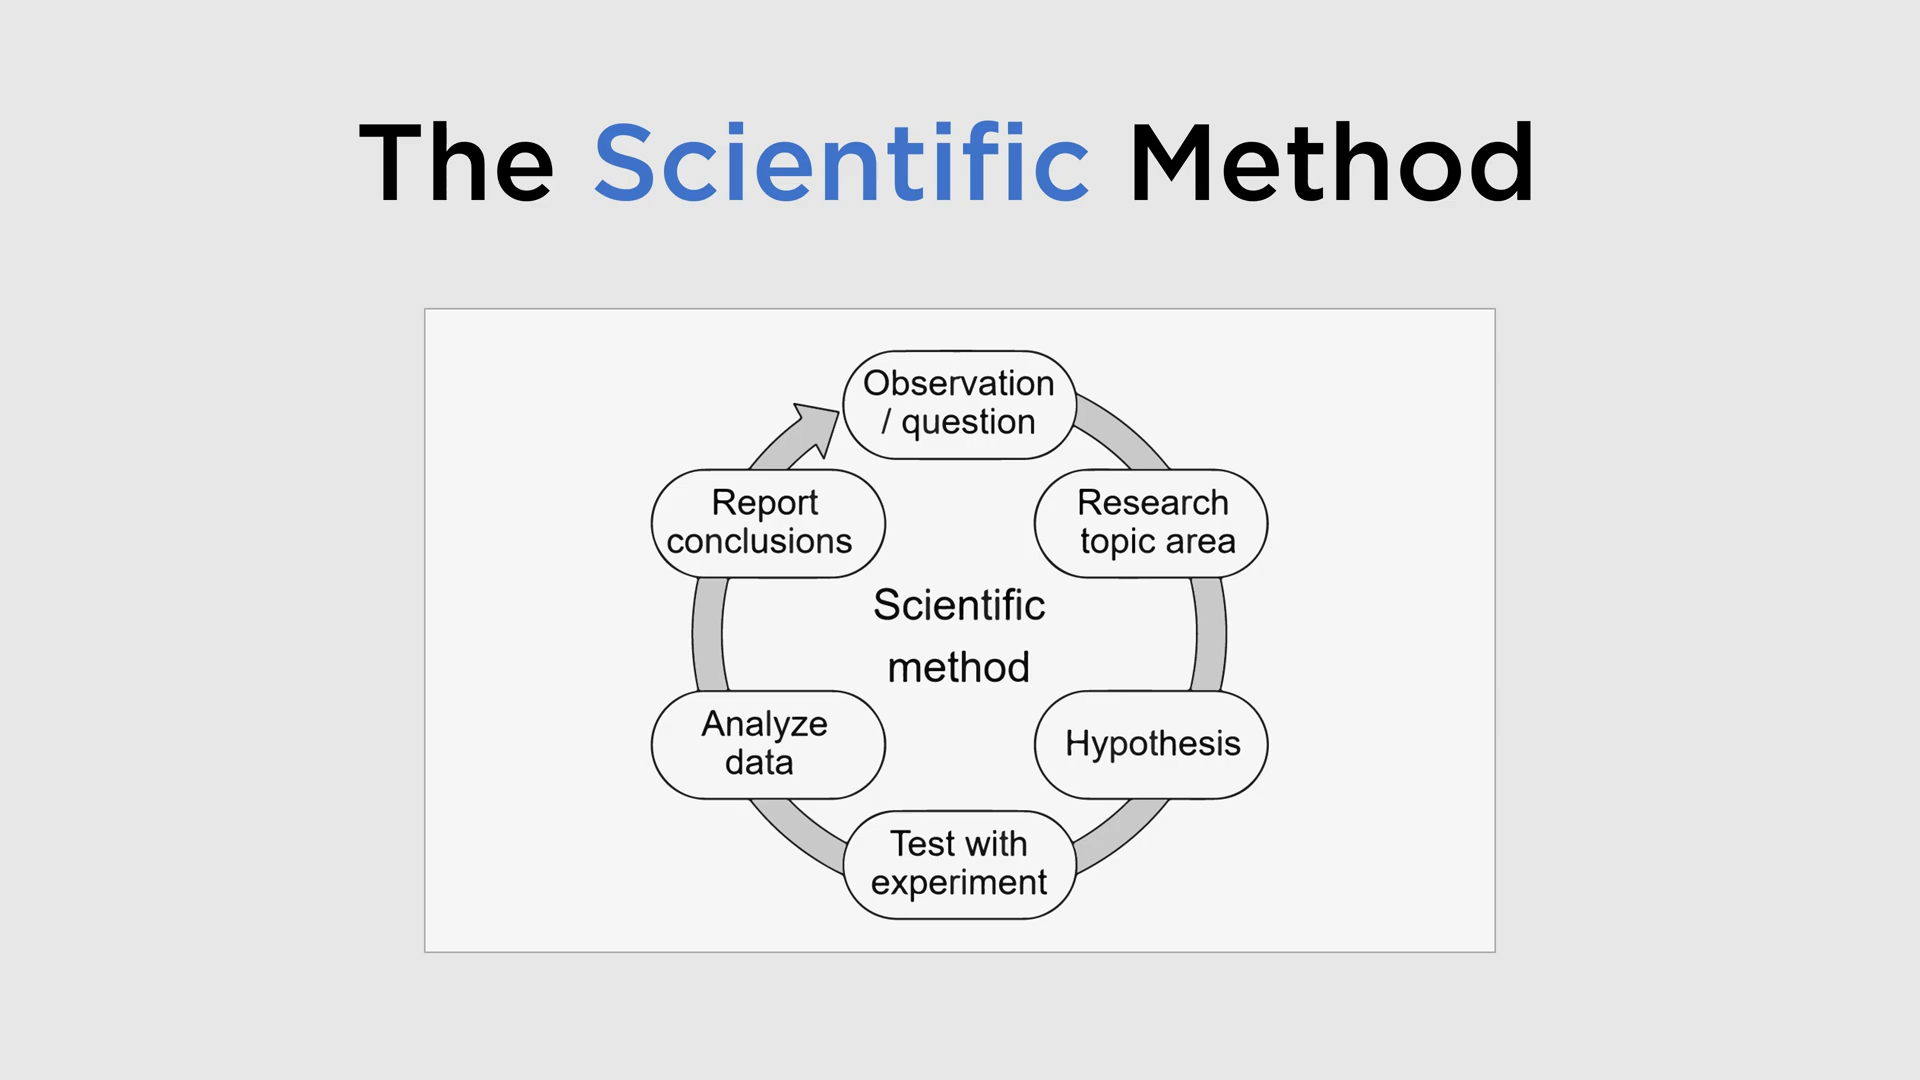 The Scientific Method
Observation
/ question
Research
topic area
Hypothesis
Test with
experiment
Analyze
data
Report
conclusions
Scientific
method